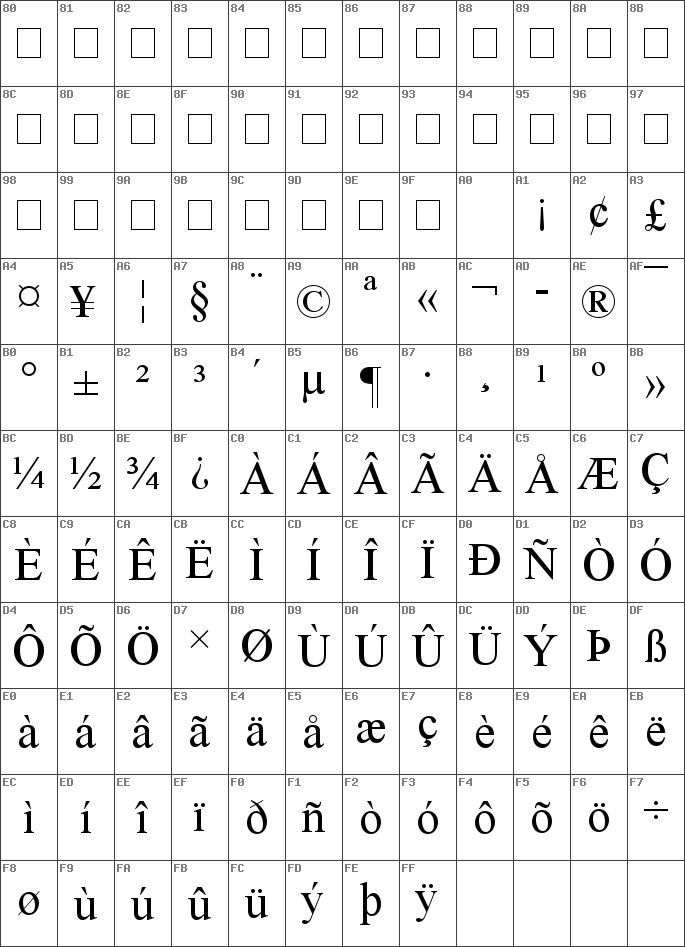 80 81 82 83 84 85 86 87 88 89 8A 8B
8C 8D 8E 8F 90 91 92 93 94 95 96 97
98 99 9A 9B 9C 9D 9E 9F A0 A1 A2 A3
¡ ¢ £
A4 A5 A6 A7 A8 A9 AA AB AC AD AE AF
¤ ¥ ¦ § ¨ © ª « ¬ - ® ¯
B0 B1 B2 B3 B4 B5 B6 B7 B8 B9 BA BB
° ± ² ³ ´ µ ¶ · ¸ ¹ º »
BC BD BE BF C0 C1 C2 C3 C4 C5 C6 C7
¼ ½ ¾ ¿ À Á Â Ã Ä Å Æ Ç
C8 C9 CA CB CC CD CE CF D0 D1 D2 D3
È É Ê Ë Ì Í Î Ï Ð Ñ Ò Ó
D4 D5 D6 D7 D8 D9 DA DB DC DD DE DF
Ô Õ Ö × Ø Ù Ú Û Ü Ý Þ ß
E0 E1 E2 E3 E4 E5 E6 E7 E8 E9 EA EB
à á â ã ä å æ ç è é ê ë
EC ED EE EF F0 F1 F2 F3 F4 F5 F6 F7
ì í î ï ð ñ ò ó ô õ ö ÷
F8 F9 FA FB FC FD FE FF
ø ù ú û ü ý þ ÿ